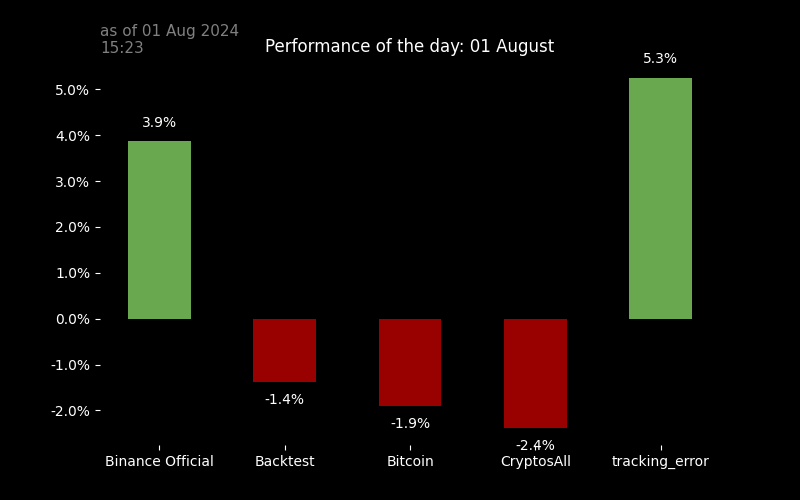 as of 01 Aug 2024
15:23
Performance of the day: 01 August
5.3%
5.0%
4.0%
3.9%
3.0%
2.0%
1.0%
0.0%
-1.0%
-1.4%
-2.0%
-1.9%
-2.4%
Binance Official
Backtest
Bitcoin
CryptosAll
tracking_error